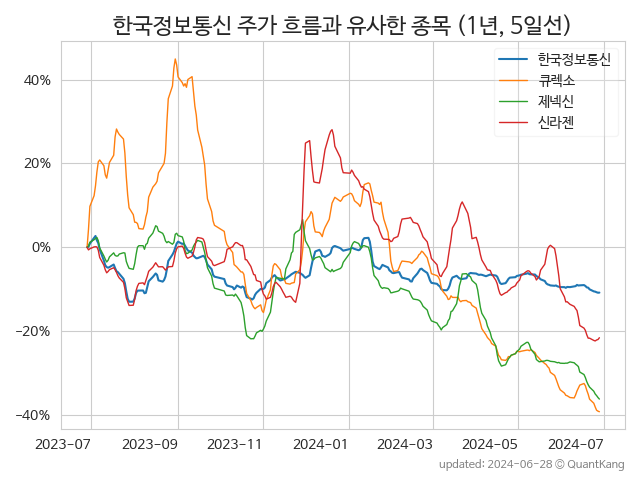 한국정보통신 주가 흐름과 유사한 종목 (1년, 5일선)
한국정보통신
큐렉소
제넥신
신라젠
40%
20%
0%
−20%
−40%
2023-07 2023-09 2023-11 2024-01 2024-03 2024-05 2024-07
updated: 2024-06-28 © QuantKang